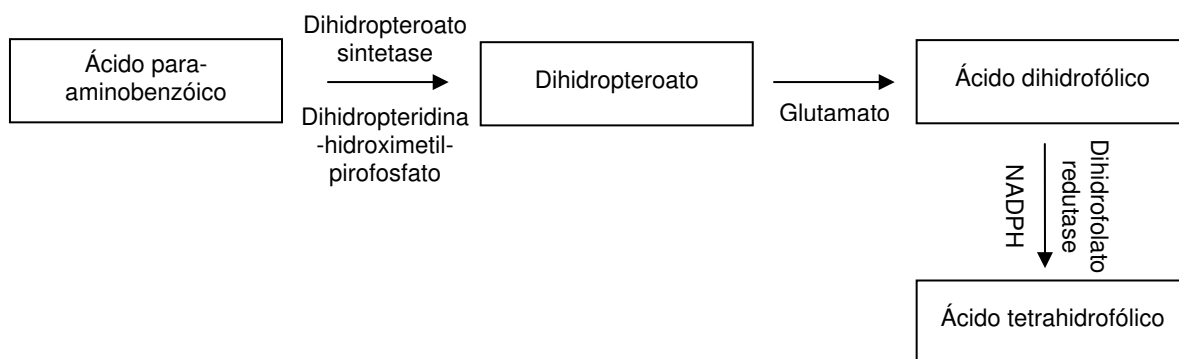 Ácido para-
aminobenzóico
Dihidropteroato
sintetase
Dihidropteridina
-hidroximetil-
pirofosfato
Dihidropteroato
Glutamato
Ácido dihidrofólico
Dihidrofolato
redutase
NADPH
Ácido tetrahidrofólico